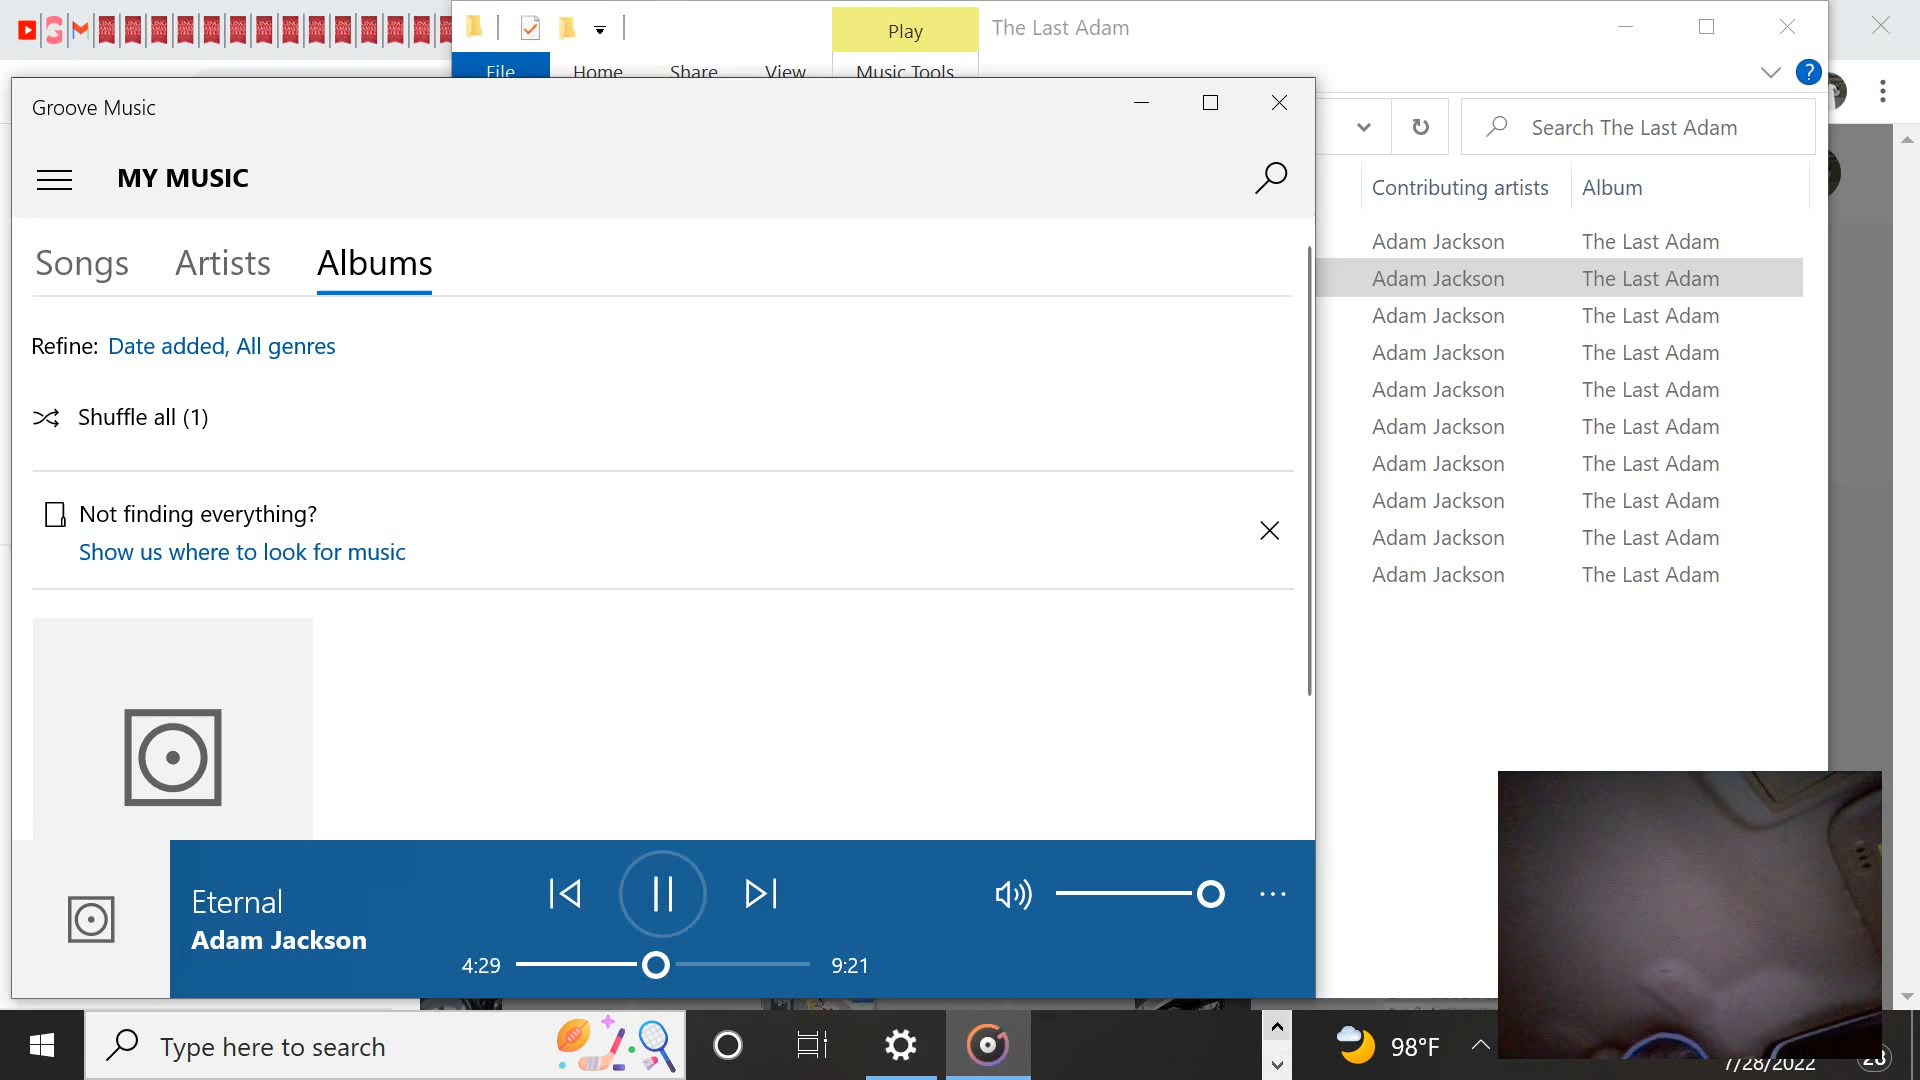 Play
The Last Adam
File
Home
Share
View
Music Tools
?
Groove Music
Search The Last Adam
MY MUSIC
Contributing artists
Album
Songs
Artists
Albums
Adam Jackson The Last Adam
Adam Jackson The Last Adam
Adam Jackson The Last Adam
Adam Jackson The Last Adam
Adam Jackson The Last Adam
Adam Jackson The Last Adam
Adam Jackson The Last Adam
Adam Jackson The Last Adam
Adam Jackson The Last Adam
Adam Jackson The Last Adam
Refine: Date added, All genres
Shuffle all (1)
Not finding everything?
Show us where to look for music
Eternal
Adam Jackson
4:29
9:21
Type here to search
98°F
7/28/2022